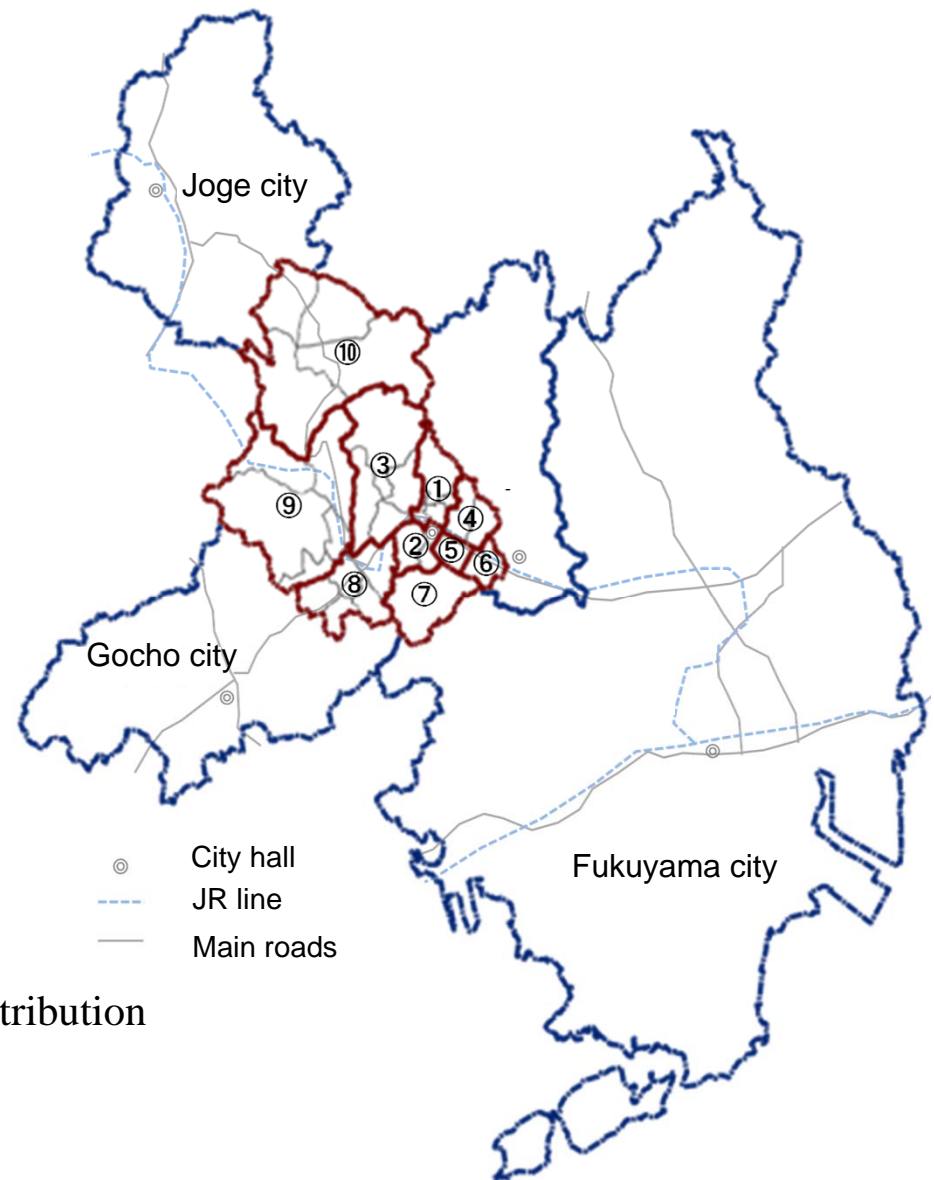 Joge city
⑩
③
①
⑨
④
②
⑤
⑥
⑧
⑦
Gocho city
City hall
JR line
Main roads
Fukuyama city
tribution